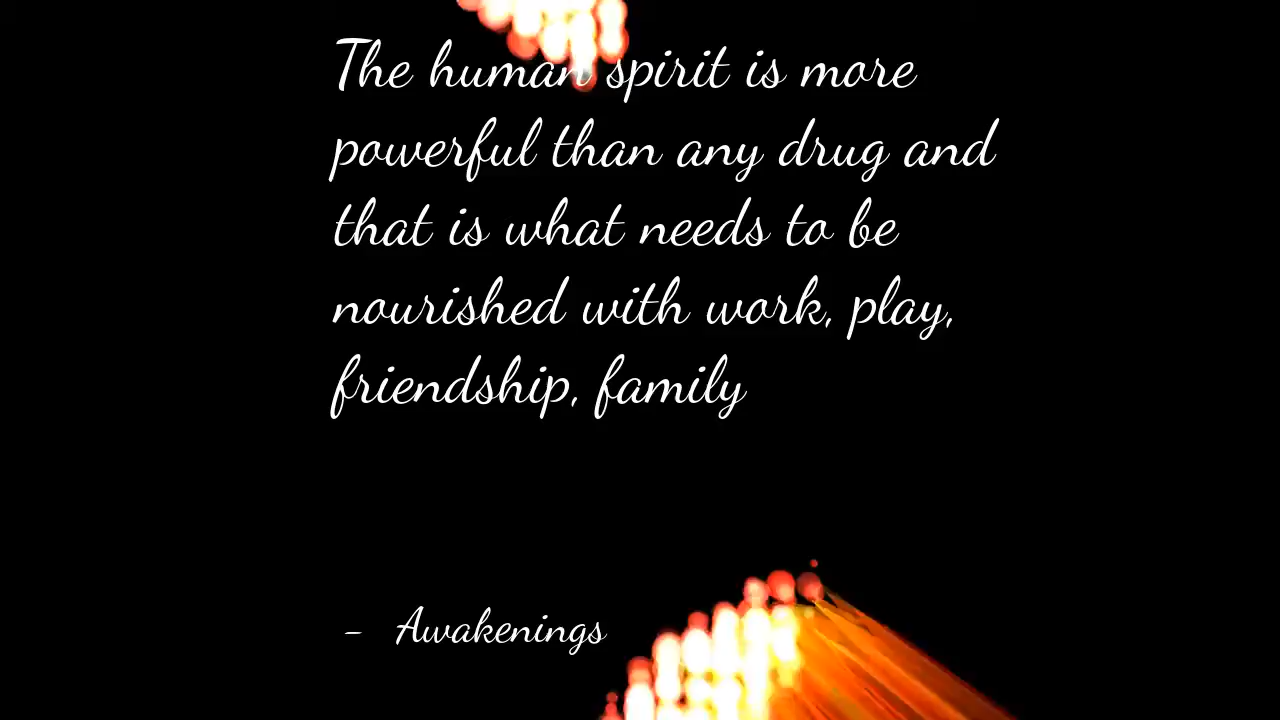 The human spirit is more
powerful than any drug and
that is what needs to be
nourished with work, play,
friendship, family
- Awakenings